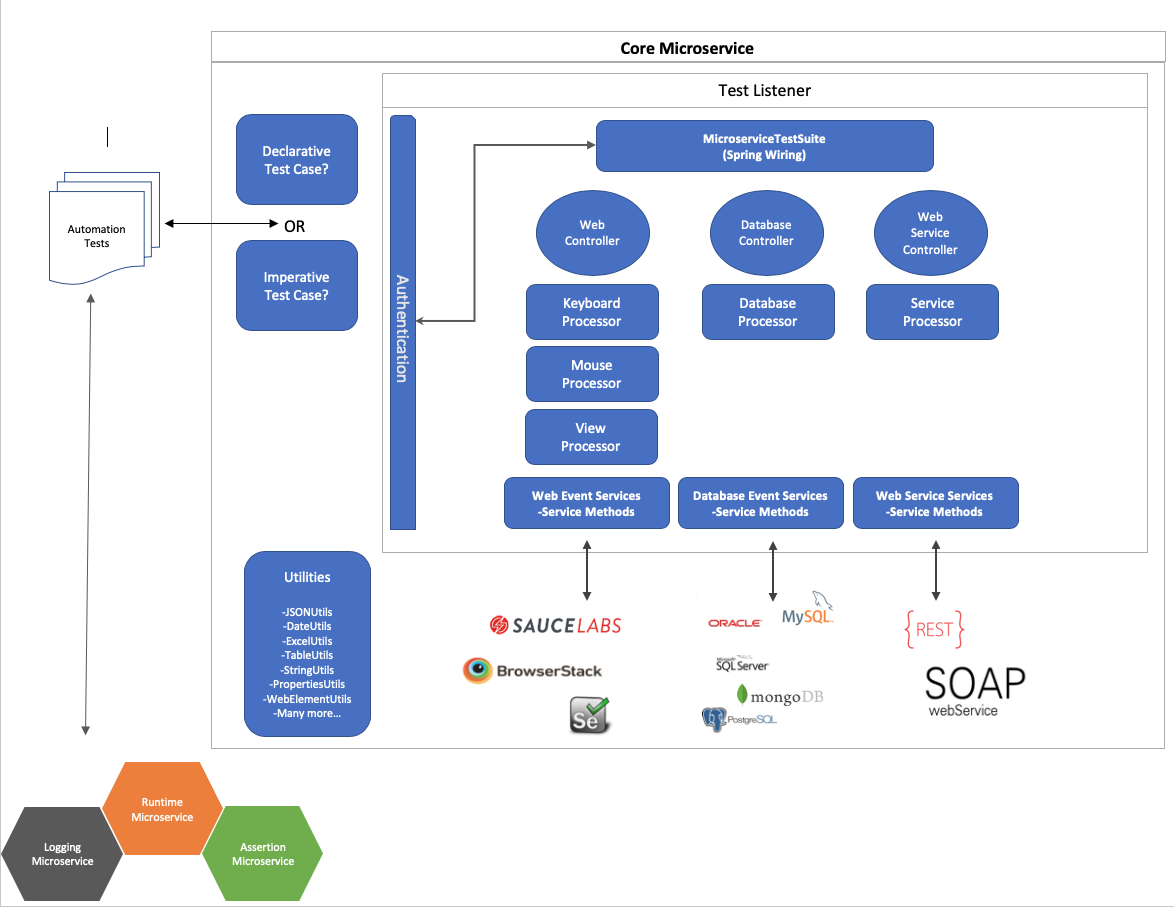 Core Microservice
Test Listener
Declarative
Test Case?
OR
Imperative
Test Case?
Automation
Tests
Authentication
MicroserviceTestSuite
(Spring Wiring)
Web
Controller
Database
Controller
Web
Service
Controller
Keyboard
Processor
Database
Processor
Service
Processor
Mouse
Processor
View
Processor
Web Event Services
-Service Methods
Database Event Services
-Service Methods
Web Service Services
-Service Methods
Utilities
-JSONUtils
-DateUtils
-ExcelUtils
-TableUtils
-StringUtils
-PropertiesUtils
-WebElementUtils
-Many more...
SAUCELABS
BrowserStack
Se
ORACLE
MySQL
Microsoft
SQL Server
mongoDB
PostgreSQL
{REST}
SOAP
webService
Runtime
Microservice
Logging
Microservice
Assertion
Microservice